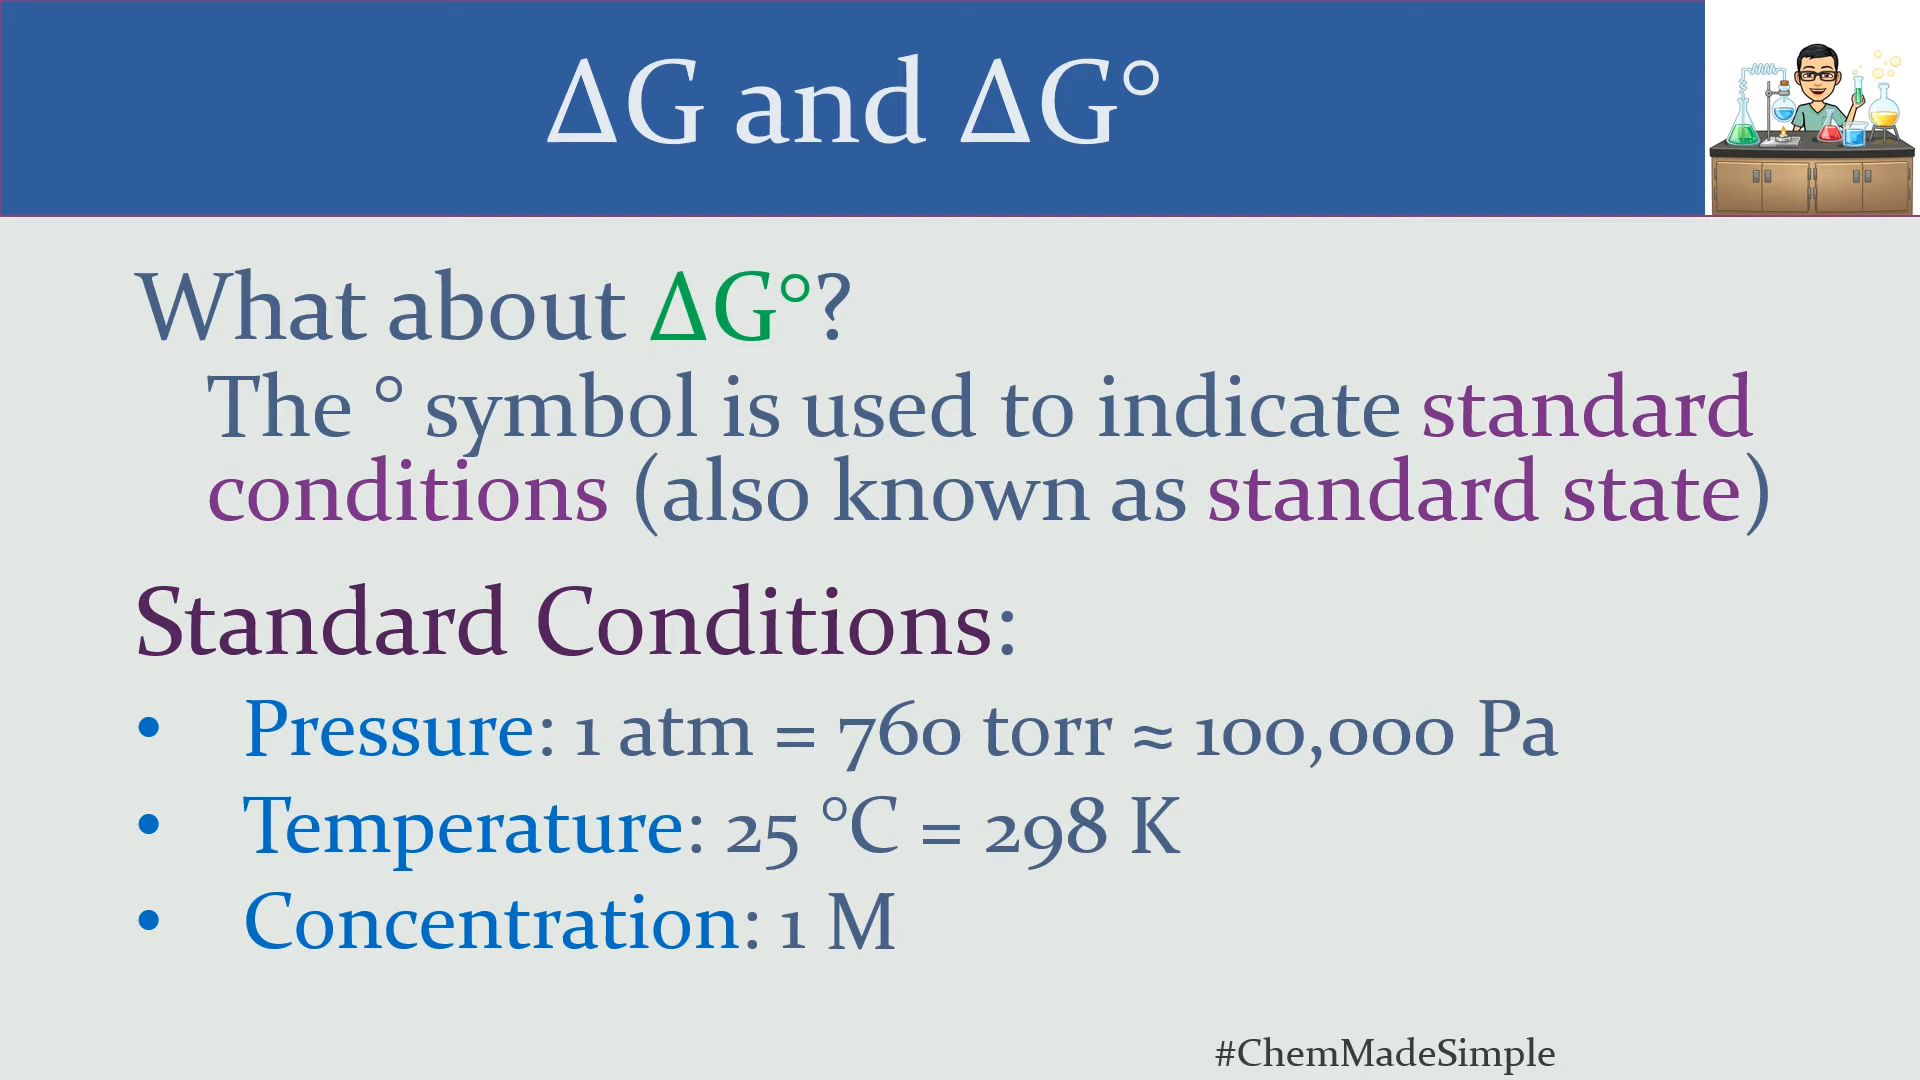 ΔG and ΔG°
What about ΔG°?
The ° symbol is used to indicate standard
conditions (also known as standard state)
Standard Conditions:
• Pressure: 1 atm = 760 torr ≈ 100,000 Pa
• Temperature: 25 °C = 298 K
• Concentration: 1 M
#ChemMadeSimple